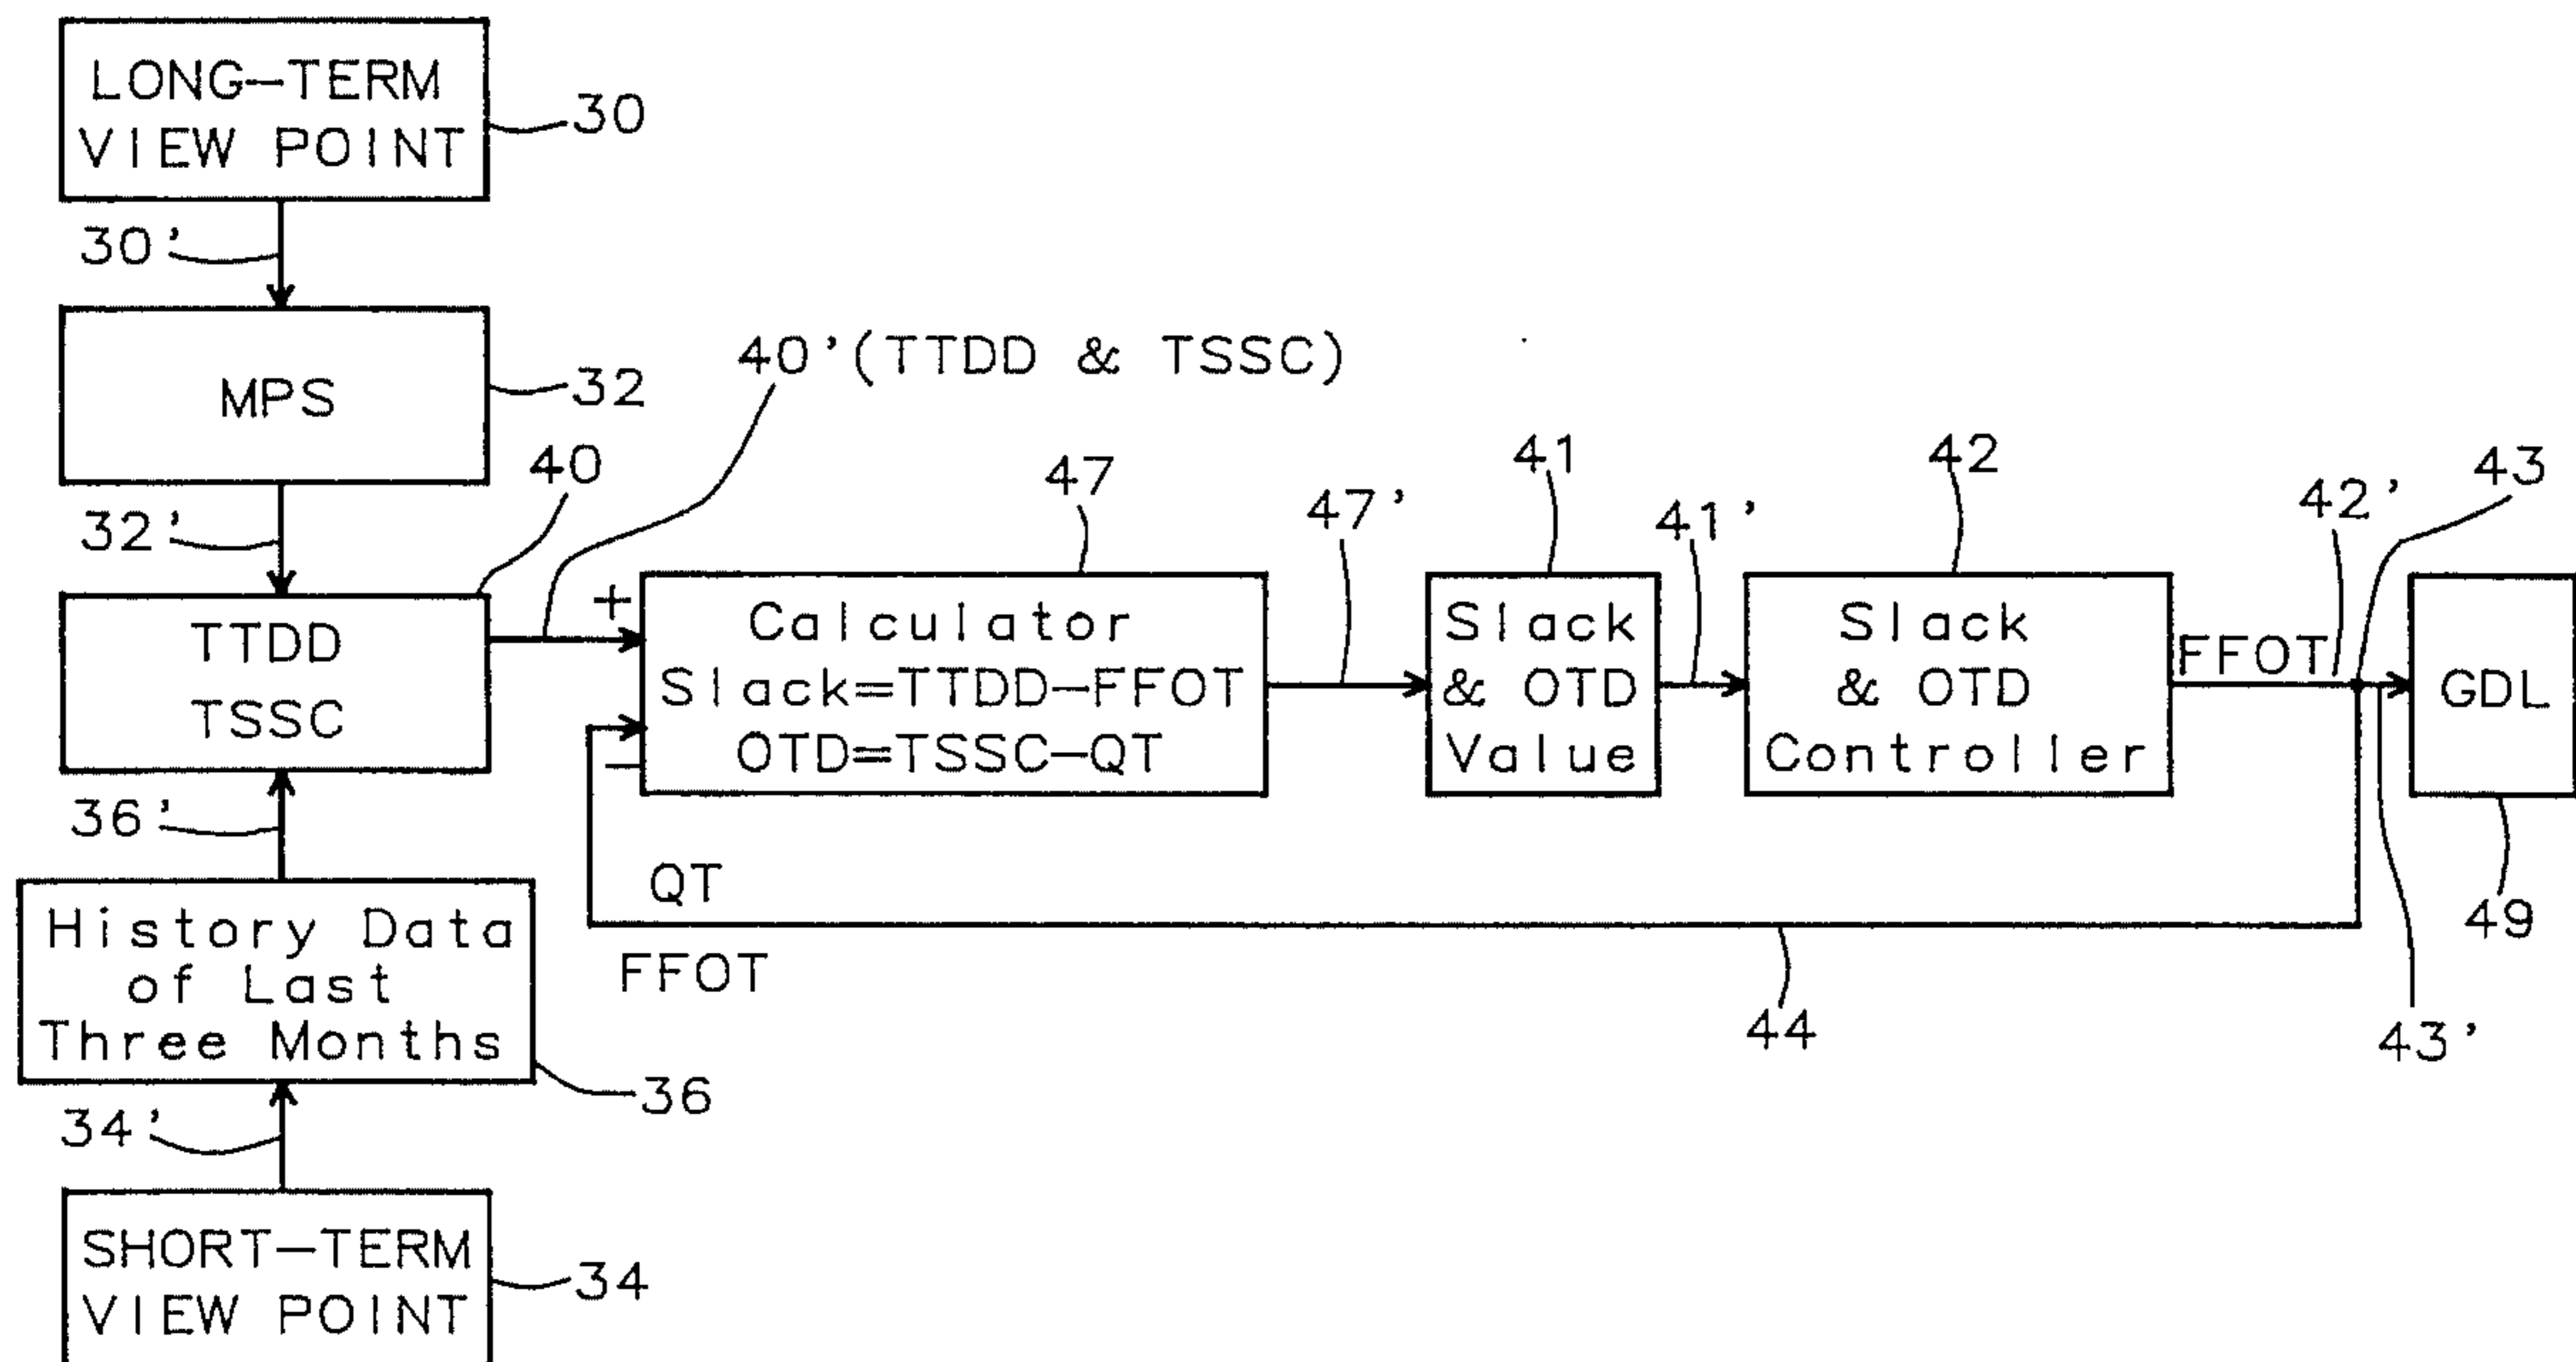 LONG-TERM
VIEW POINT
30
30'
MPS
32
32'
40
40'(TTDD & TSSC)
TTDD
TSSC
+
−
47
Calculator
Slack=TTDD-FFOT
OTD=TSSC-QT
47'
41
Slack
& OTD
Value
41'
42
Slack
& OTD
Controller
FFOT
42'
43
GDL
49
43'
QT
FFOT
44
36'
History Data
of Last
Three Months
36
34'
SHORT-TERM
VIEW POINT
34